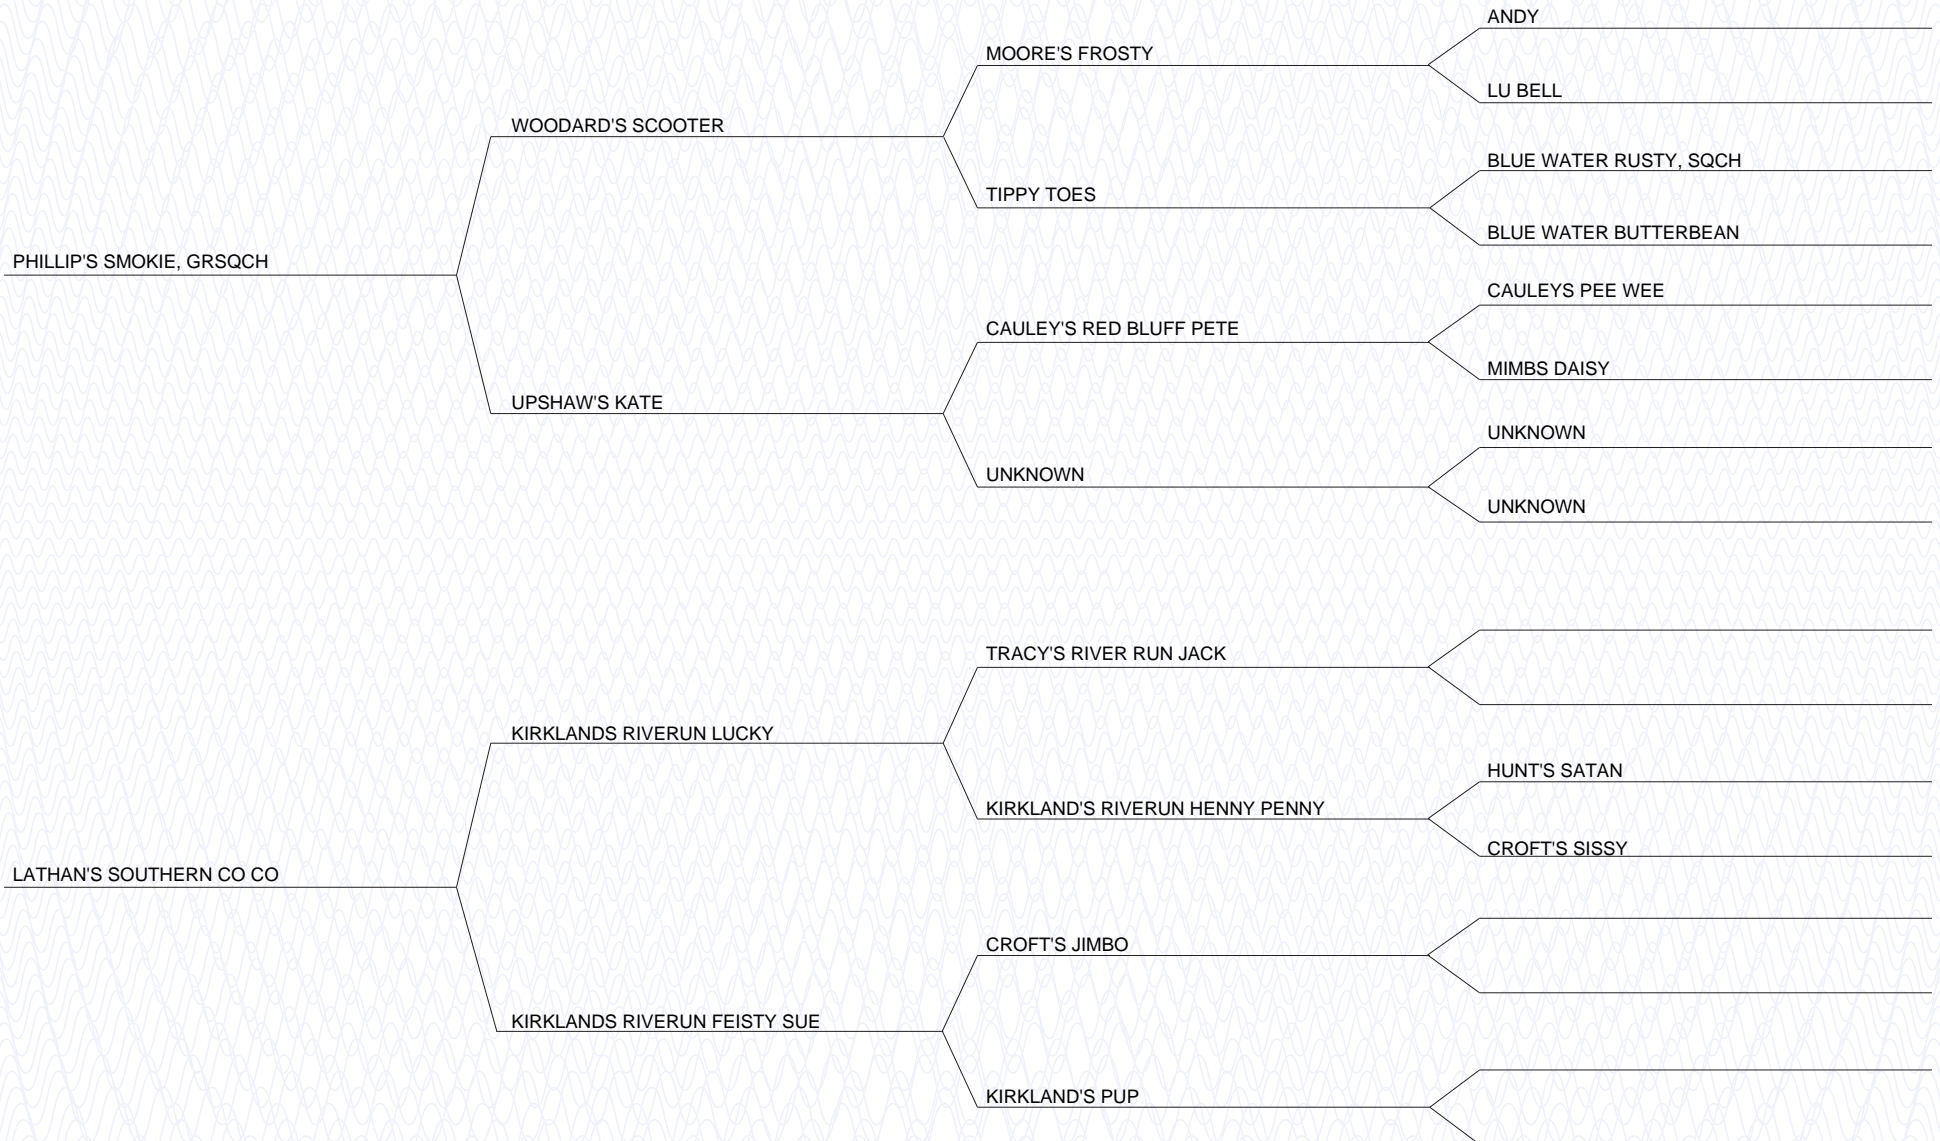 ANDY
MOORE'S FROSTY
LU BELL
WOODARD'S SCOOTER
BLUE WATER RUSTY, SQCH
TIPPY TOES
BLUE WATER BUTTERBEAN
PHILLIP'S SMOKIE, GRSQCH
CAULEYS PEE WEE
CAULEY'S RED BLUFF PETE
MIMBS DAISY
UPSHAW'S KATE
UNKNOWN
UNKNOWN
UNKNOWN
TRACY'S RIVER RUN JACK
KIRKLANDS RIVERUN LUCKY
HUNT'S SATAN
KIRKLAND'S RIVERUN HENNY PENNY
CROFT'S SISSY
LATHAN'S SOUTHERN CO CO
CROFT'S JIMBO
KIRKLANDS RIVERUN FEISTY SUE
KIRKLAND'S PUP